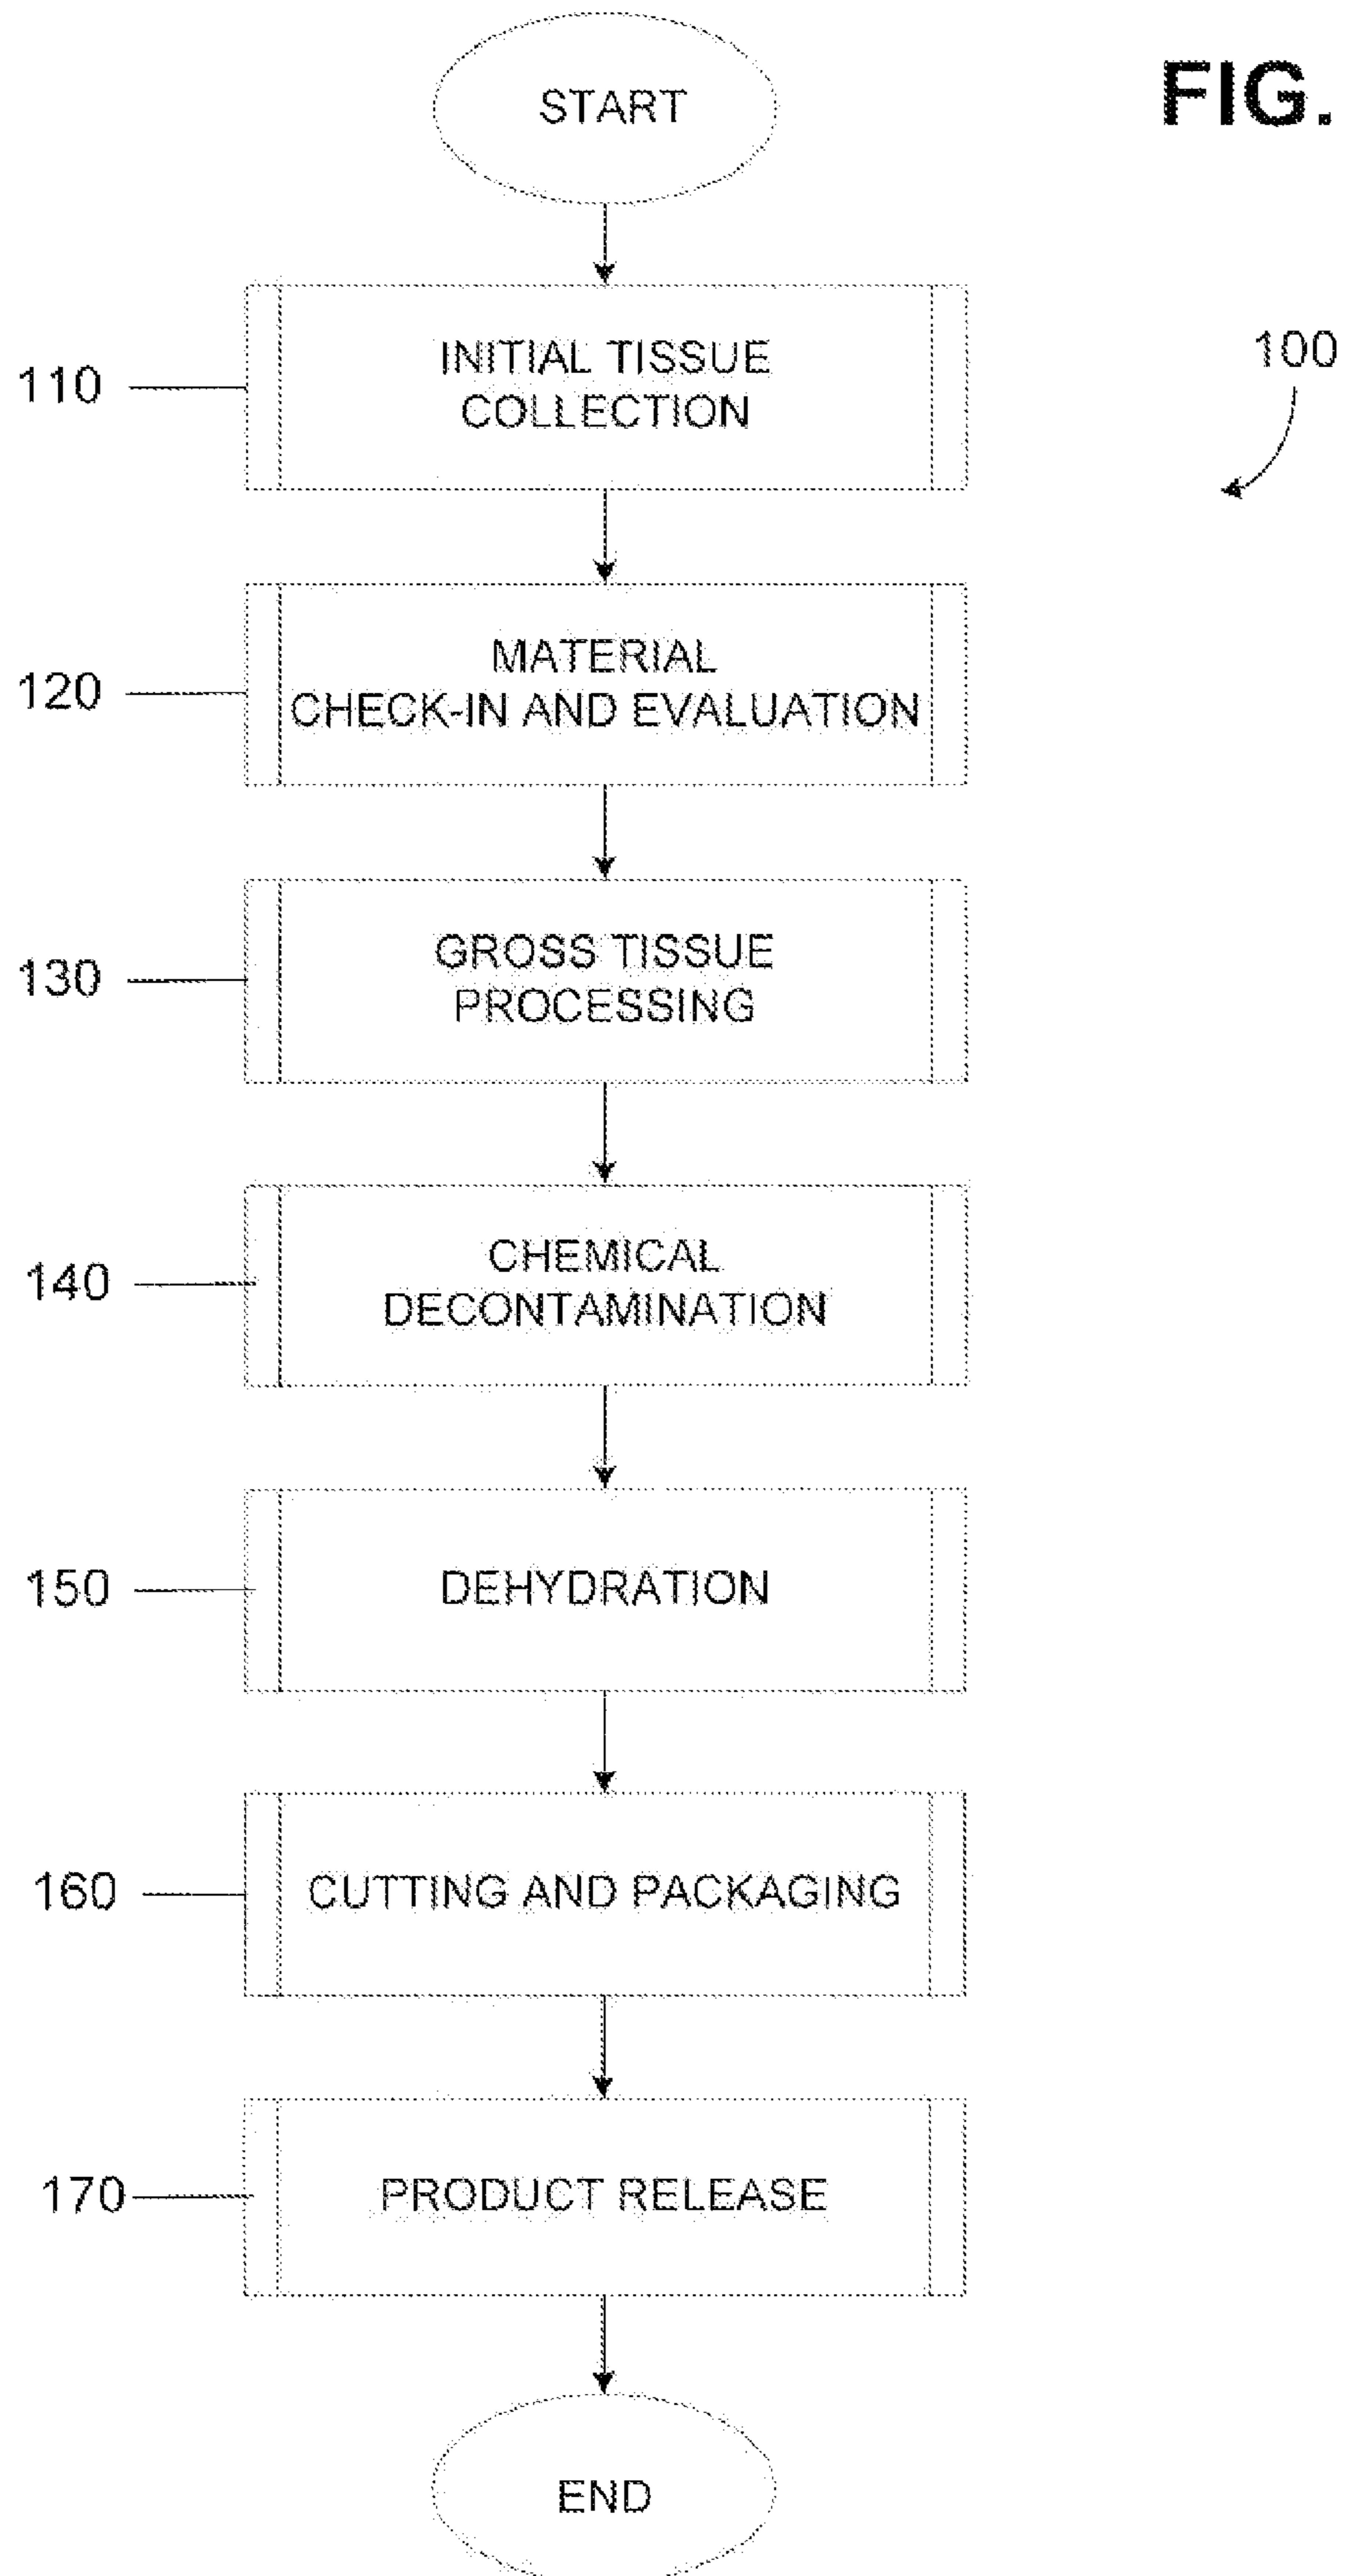 START
FIG.
110
INITIAL TISSUE
COLLECTION
100
120
MATERIAL
CHECK-IN AND EVALUATION
130
GROSS TISSUE
PROCESSING
140
CHEMICAL
DECONTAMINATION
150
DEHYDRATION
160
CUTTING AND PACKAGING
170
PRODUCT RELEASE
END